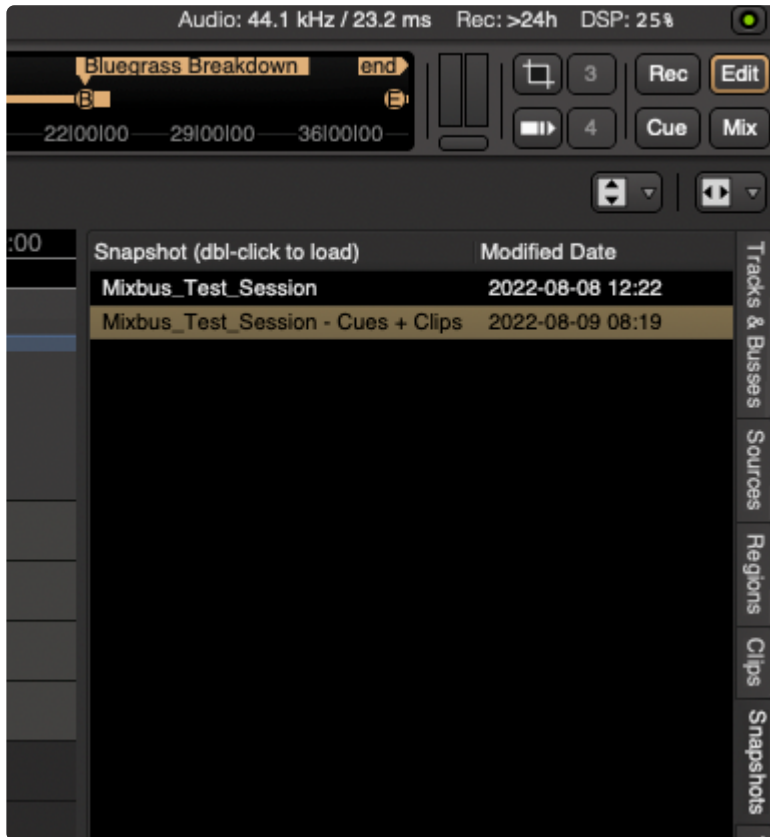 Audio: 44.1 kHz / 23.2 ms Rec: >24h DSP: 25%
Bluegrass Breakdown end
3 Rec Edit
B E
22|00|00 29|00|00 36|00|00
4 Cue Mix
:00
Snapshot (dbl-click to load) Modified Date
Mixbus_Test_Session 2022-08-08 12:22
Mixbus_Test_Session - Cues + Clips 2022-08-09 08:19
Tracks & Busses
Sources
Regions
Clips
Snapshots